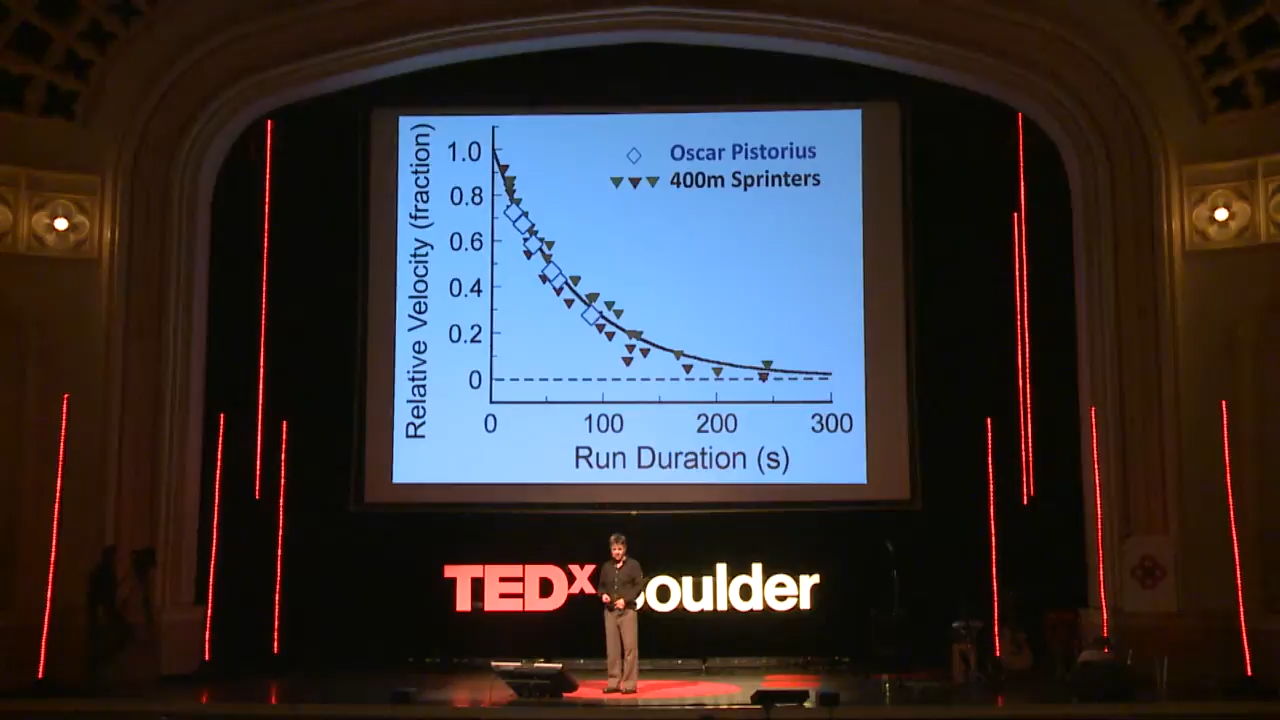 Oscar Pistorius
400m Sprinters
Relative Velocity (fraction)
1.0
0.8
0.6
0.4
0.2
0
0 100 200 300
Run Duration (s)
TEDx Boulder